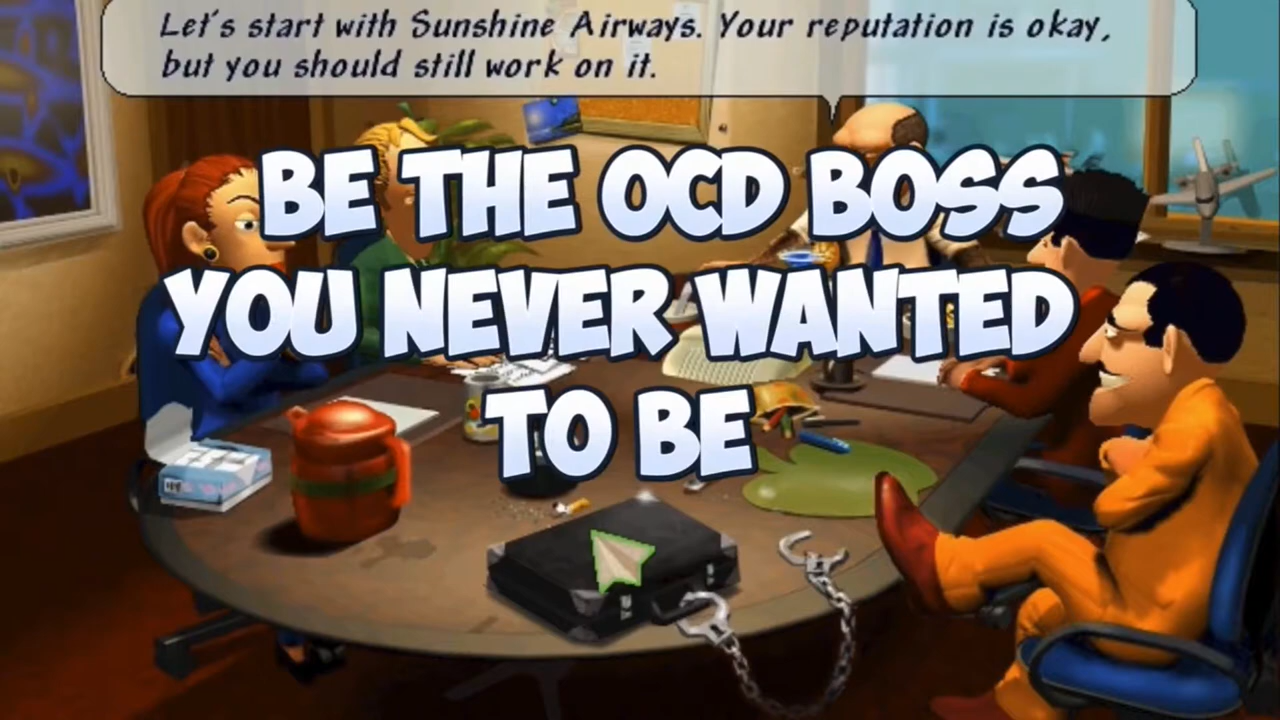 Let's start with Sunshine Airways. Your reputation is okay,
but you should still work on it.
BE THE OCD BOSS
YOU NEVER WANTED
TO BE